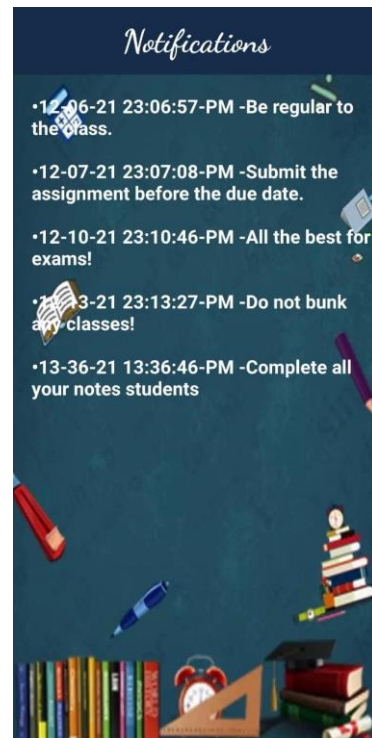 Notifications
•12-06-21 23:06:57-PM -Be regular to
the class.
•12-07-21 23:07:08-PM -Submit the
assignment before the due date.
•12-10-21 23:10:46-PM -All the best for
exams!
•12-13-21 23:13:27-PM -Do not bunk
any classes!
•13-36-21 13:36:46-PM -Complete all
your notes students